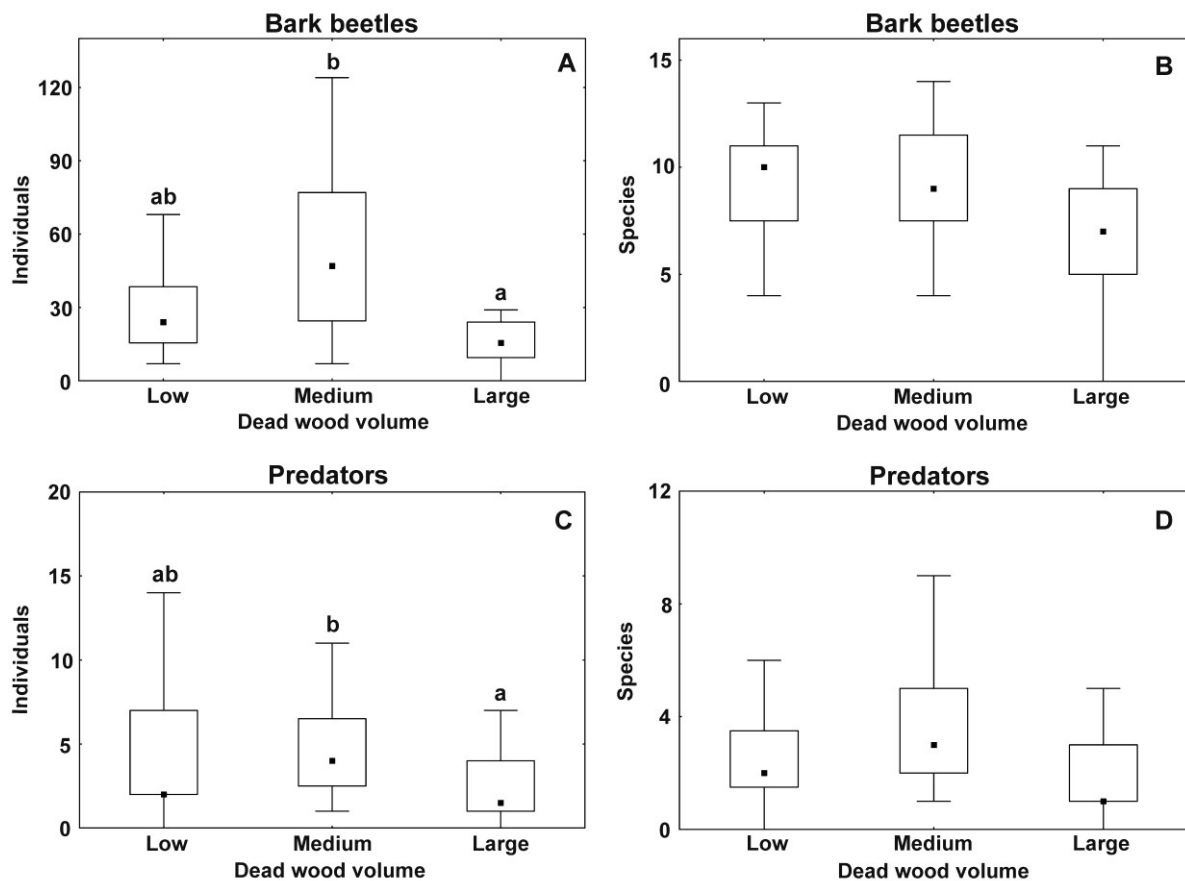 Bark beetles
A
Individuals
120
90
60
30
0
ab
b
a
Low Medium Large
Dead wood volume
Bark beetles
B
Species
15
10
5
0
Low Medium Large
Dead wood volume
Predators
C
Individuals
20
15
10
5
0
ab
b
a
Low Medium Large
Dead wood volume
Predators
D
Species
12
8
4
0
Low Medium Large
Dead wood volume